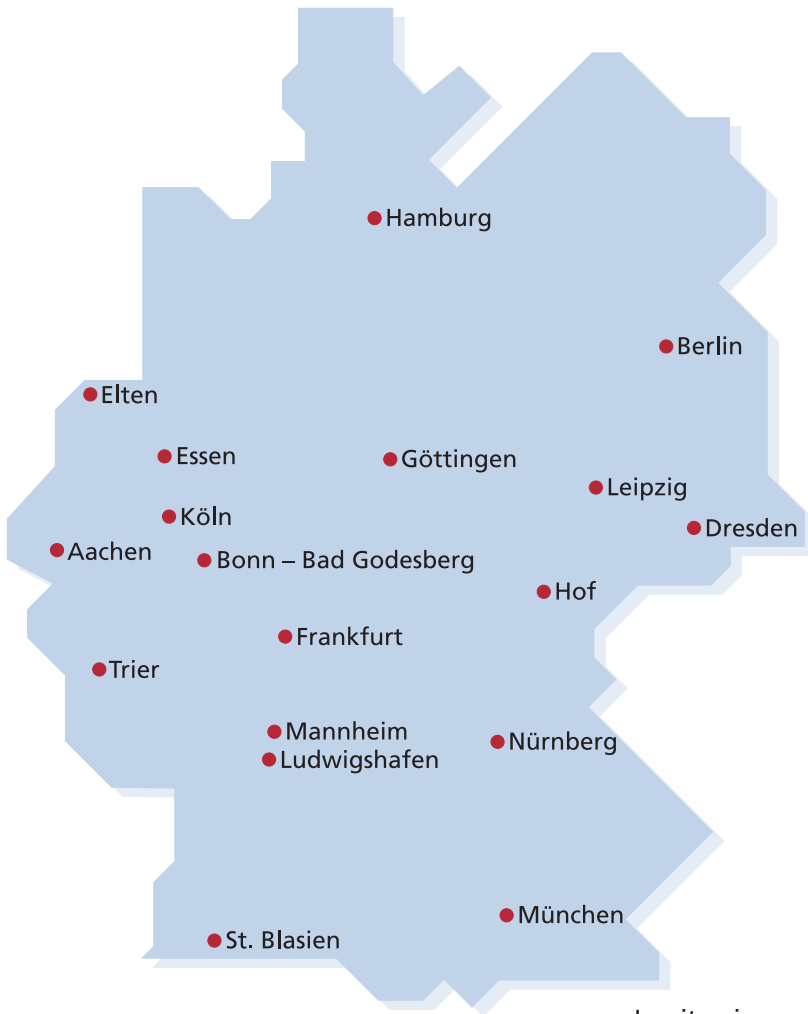 Hamburg
Berlin
Elten
Essen
Göttingen
Leipzig
Köln
Dresden
Aachen
Bonn – Bad Godesberg
Hof
Frankfurt
Trier
Mannheim
Nürnberg
Ludwigshafen
München
St. Blasien